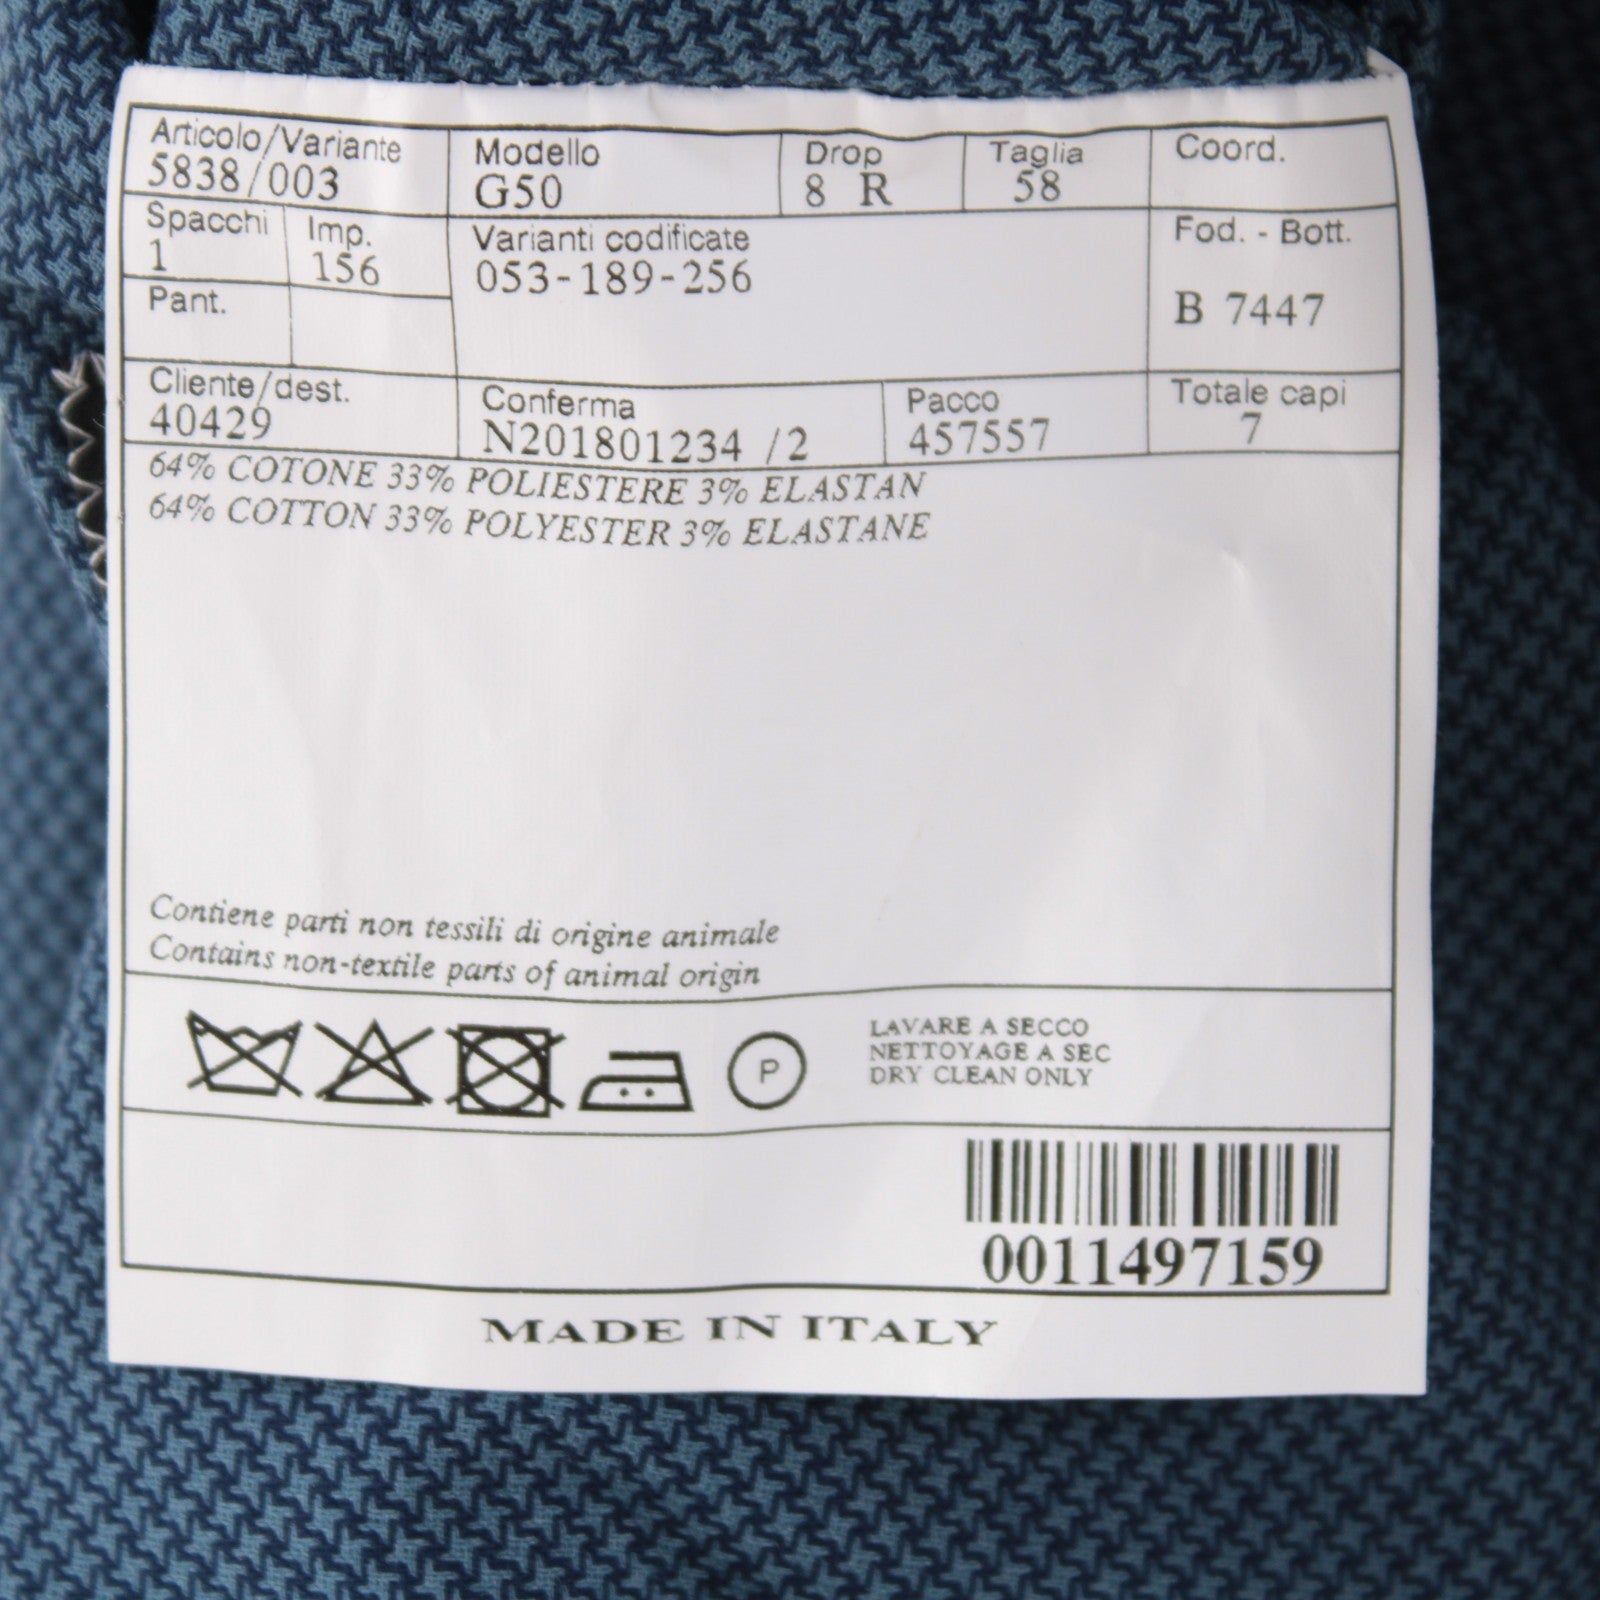 Articolo/Variante Modello Drop Taglia Coord.
5838/003 G50 8 R 58
Spacchi Imp. Varianti codificate Fod. - Bott.
1 156 053-189-256
Pant. B 7447
Cliente/dest. Conferma Pacco Totale capi
40429 N201801234 /2 457557 7
64% COTONE 33% POLIESTERE 3% ELASTAN
64% COTTON 33% POLYESTER 3% ELASTANE
Contiene parti non tessili di origine animale
Contains non-textile parts of animal origin
P
LAVARE A SECCO
NETTOYAGE A SEC
DRY CLEAN ONLY
0011497159
MADE IN ITALY